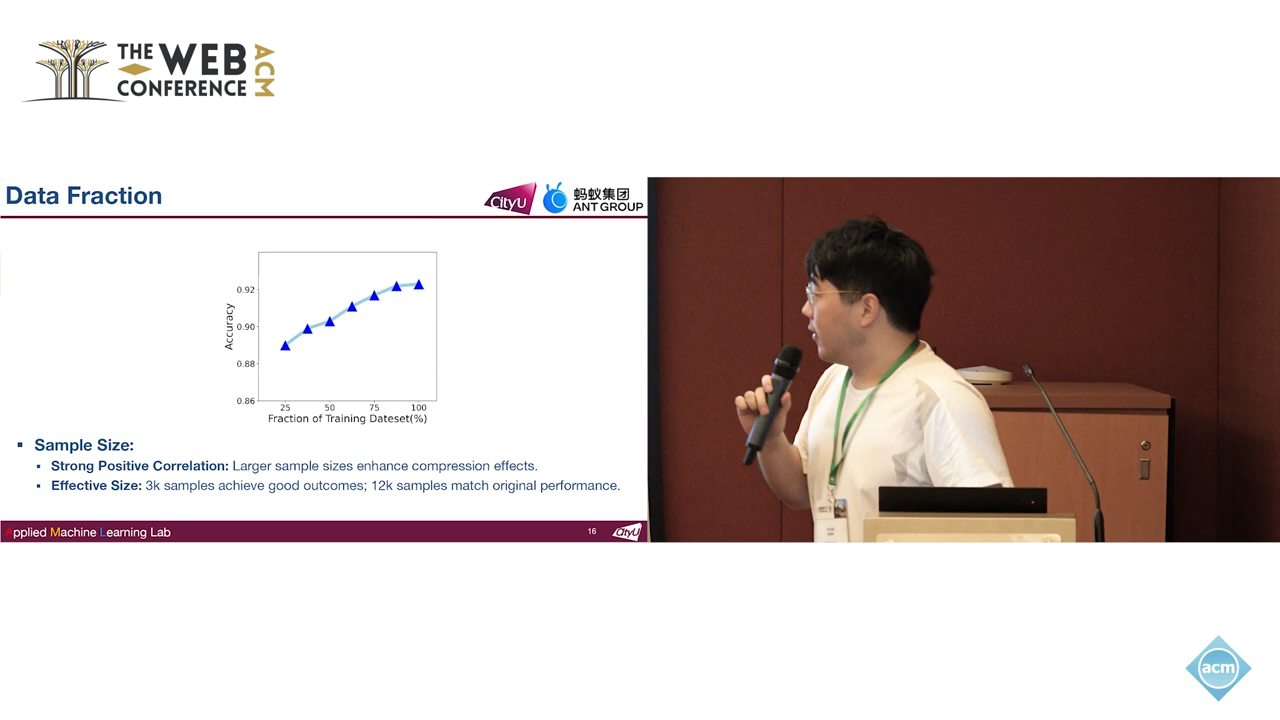 THE WEB
CONFERENCE
ACM
Data Fraction
CityU
蚂蚁集团
ANT GROUP
Accuracy
0.92
0.90
0.88
0.86
25
50
75
100
Fraction of Training Dateset(%)
▪ Sample Size:
▪ Strong Positive Correlation: Larger sample sizes enhance compression effects.
▪ Effective Size: 3k samples achieve good outcomes; 12k samples match original performance.
Applied Machine Learning Lab
16
CityU
acm